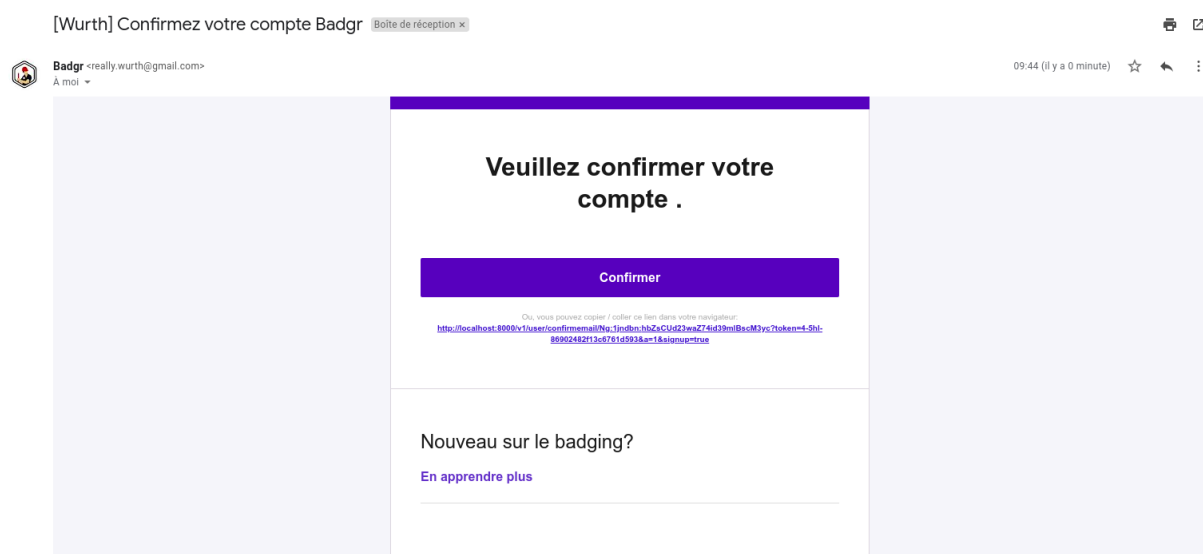 [Wurth] Confirmez votre compte Badgr Boîte de réception ×
Badgr <really.wurth@gmail.com> 09:44 (il y a 0 minute)
À moi
Veuillez confirmer votre
compte .
Confirmer
Ou, vous pouvez copier / coller ce lien dans votre navigateur:
http://localhost:8000/v1/user/confirmemail/Ng:1jndbn:hbZsCUd23waZ74id39mlBscM3yc?token=4-5hl-
86902482f13c6761d593&a=1&signup=true
Nouveau sur le badging?
En apprendre plus